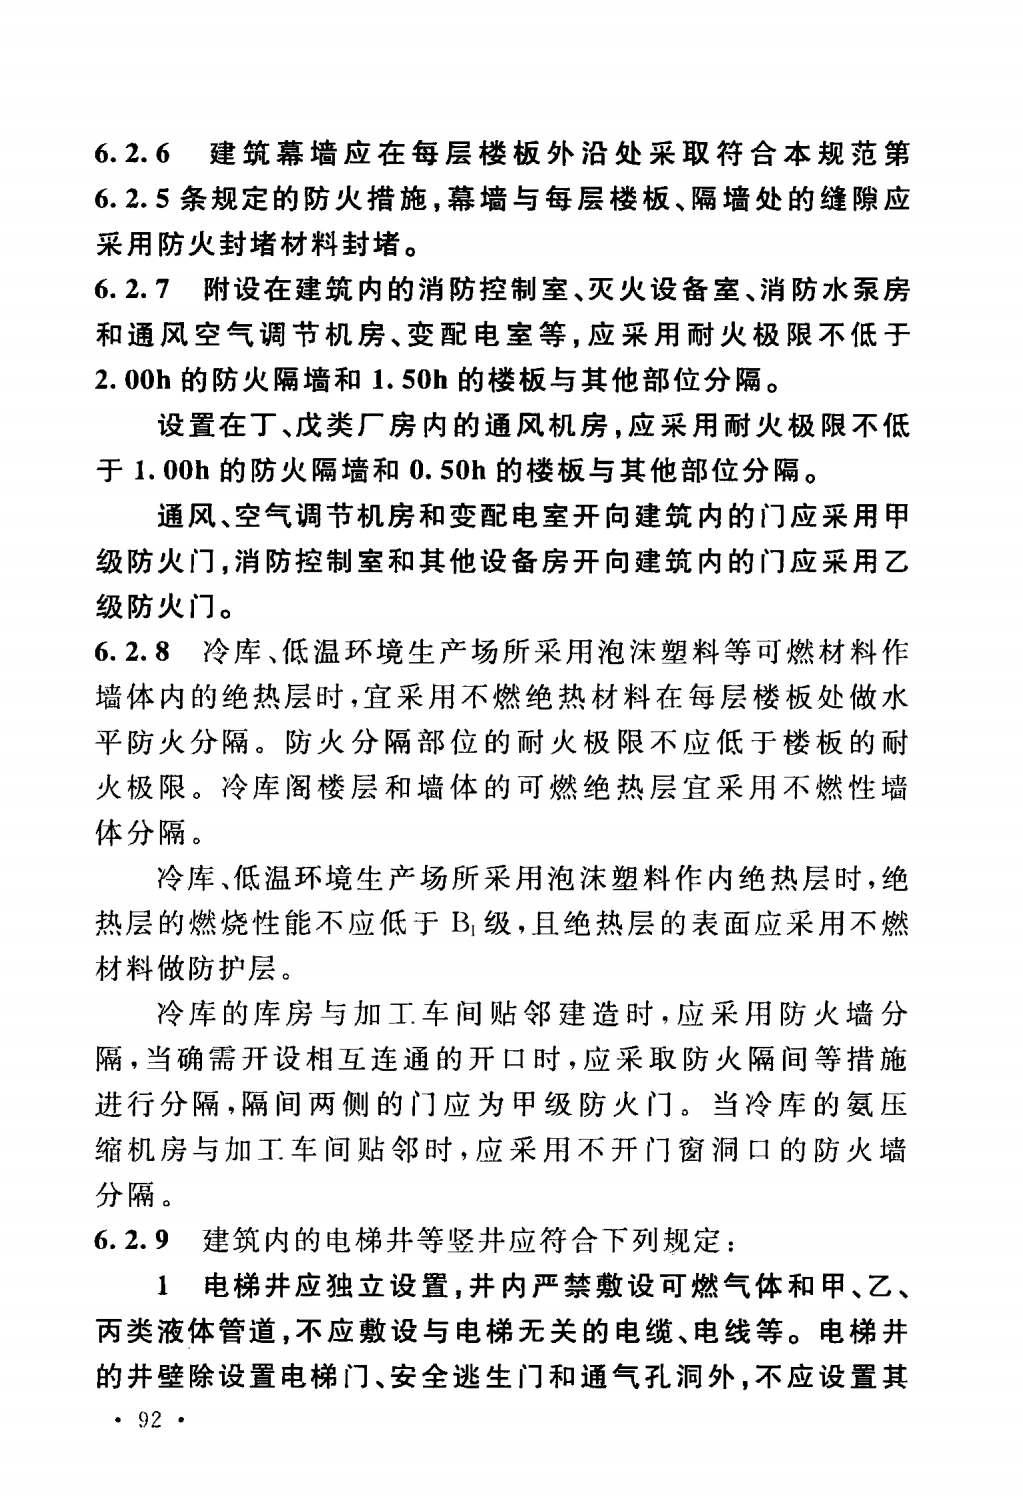 6.2.6　建筑幕墙应在每层楼板外沿处采取符合本规范第
6.2.5条规定的防火措施,幕墙与每层楼板、隔墙处的缝隙应
采用防火封堵材料封堵。
6.2.7　附设在建筑内的消防控制室、灭火设备室、消防水泵房
和通风空气调节机房、变配电室等,应采用耐火极限不低于
2.00h的防火隔墙和1.50h的楼板与其他部位分隔。
设置在丁、戊类厂房内的通风机房,应采用耐火极限不低
于1.00h的防火隔墙和0.50h的楼板与其他部位分隔。
通风、空气调节机房和变配电室开向建筑内的门应采用甲
级防火门,消防控制室和其他设备房开向建筑内的门应采用乙
级防火门。
6.2.8　冷库、低温环境生产场所采用泡沫塑料等可燃材料作
墙体内的绝热层时,宜采用不燃绝热材料在每层楼板处做水
平防火分隔。防火分隔部位的耐火极限不应低于楼板的耐
火极限。冷库阁楼层和墙体的可燃绝热层宜采用不燃性墙
体分隔。
冷库、低温环境生产场所采用泡沫塑料作内绝热层时,绝
热层的燃烧性能不应低于B₁级,且绝热层的表面应采用不燃
材料做防护层。
冷库的库房与加工车间贴邻建造时,应采用防火墙分
隔,当确需开设相互连通的开口时,应采取防火隔间等措施
进行分隔,隔间两侧的门应为甲级防火门。当冷库的氨压
缩机房与加工车间贴邻时,应采用不开门窗洞口的防火墙
分隔。
6.2.9　建筑内的电梯井等竖井应符合下列规定:
1　电梯井应独立设置,井内严禁敷设可燃气体和甲、乙、
丙类液体管道,不应敷设与电梯无关的电缆、电线等。电梯井
的井壁除设置电梯门、安全逃生门和通气孔洞外,不应设置其
· 92 ·